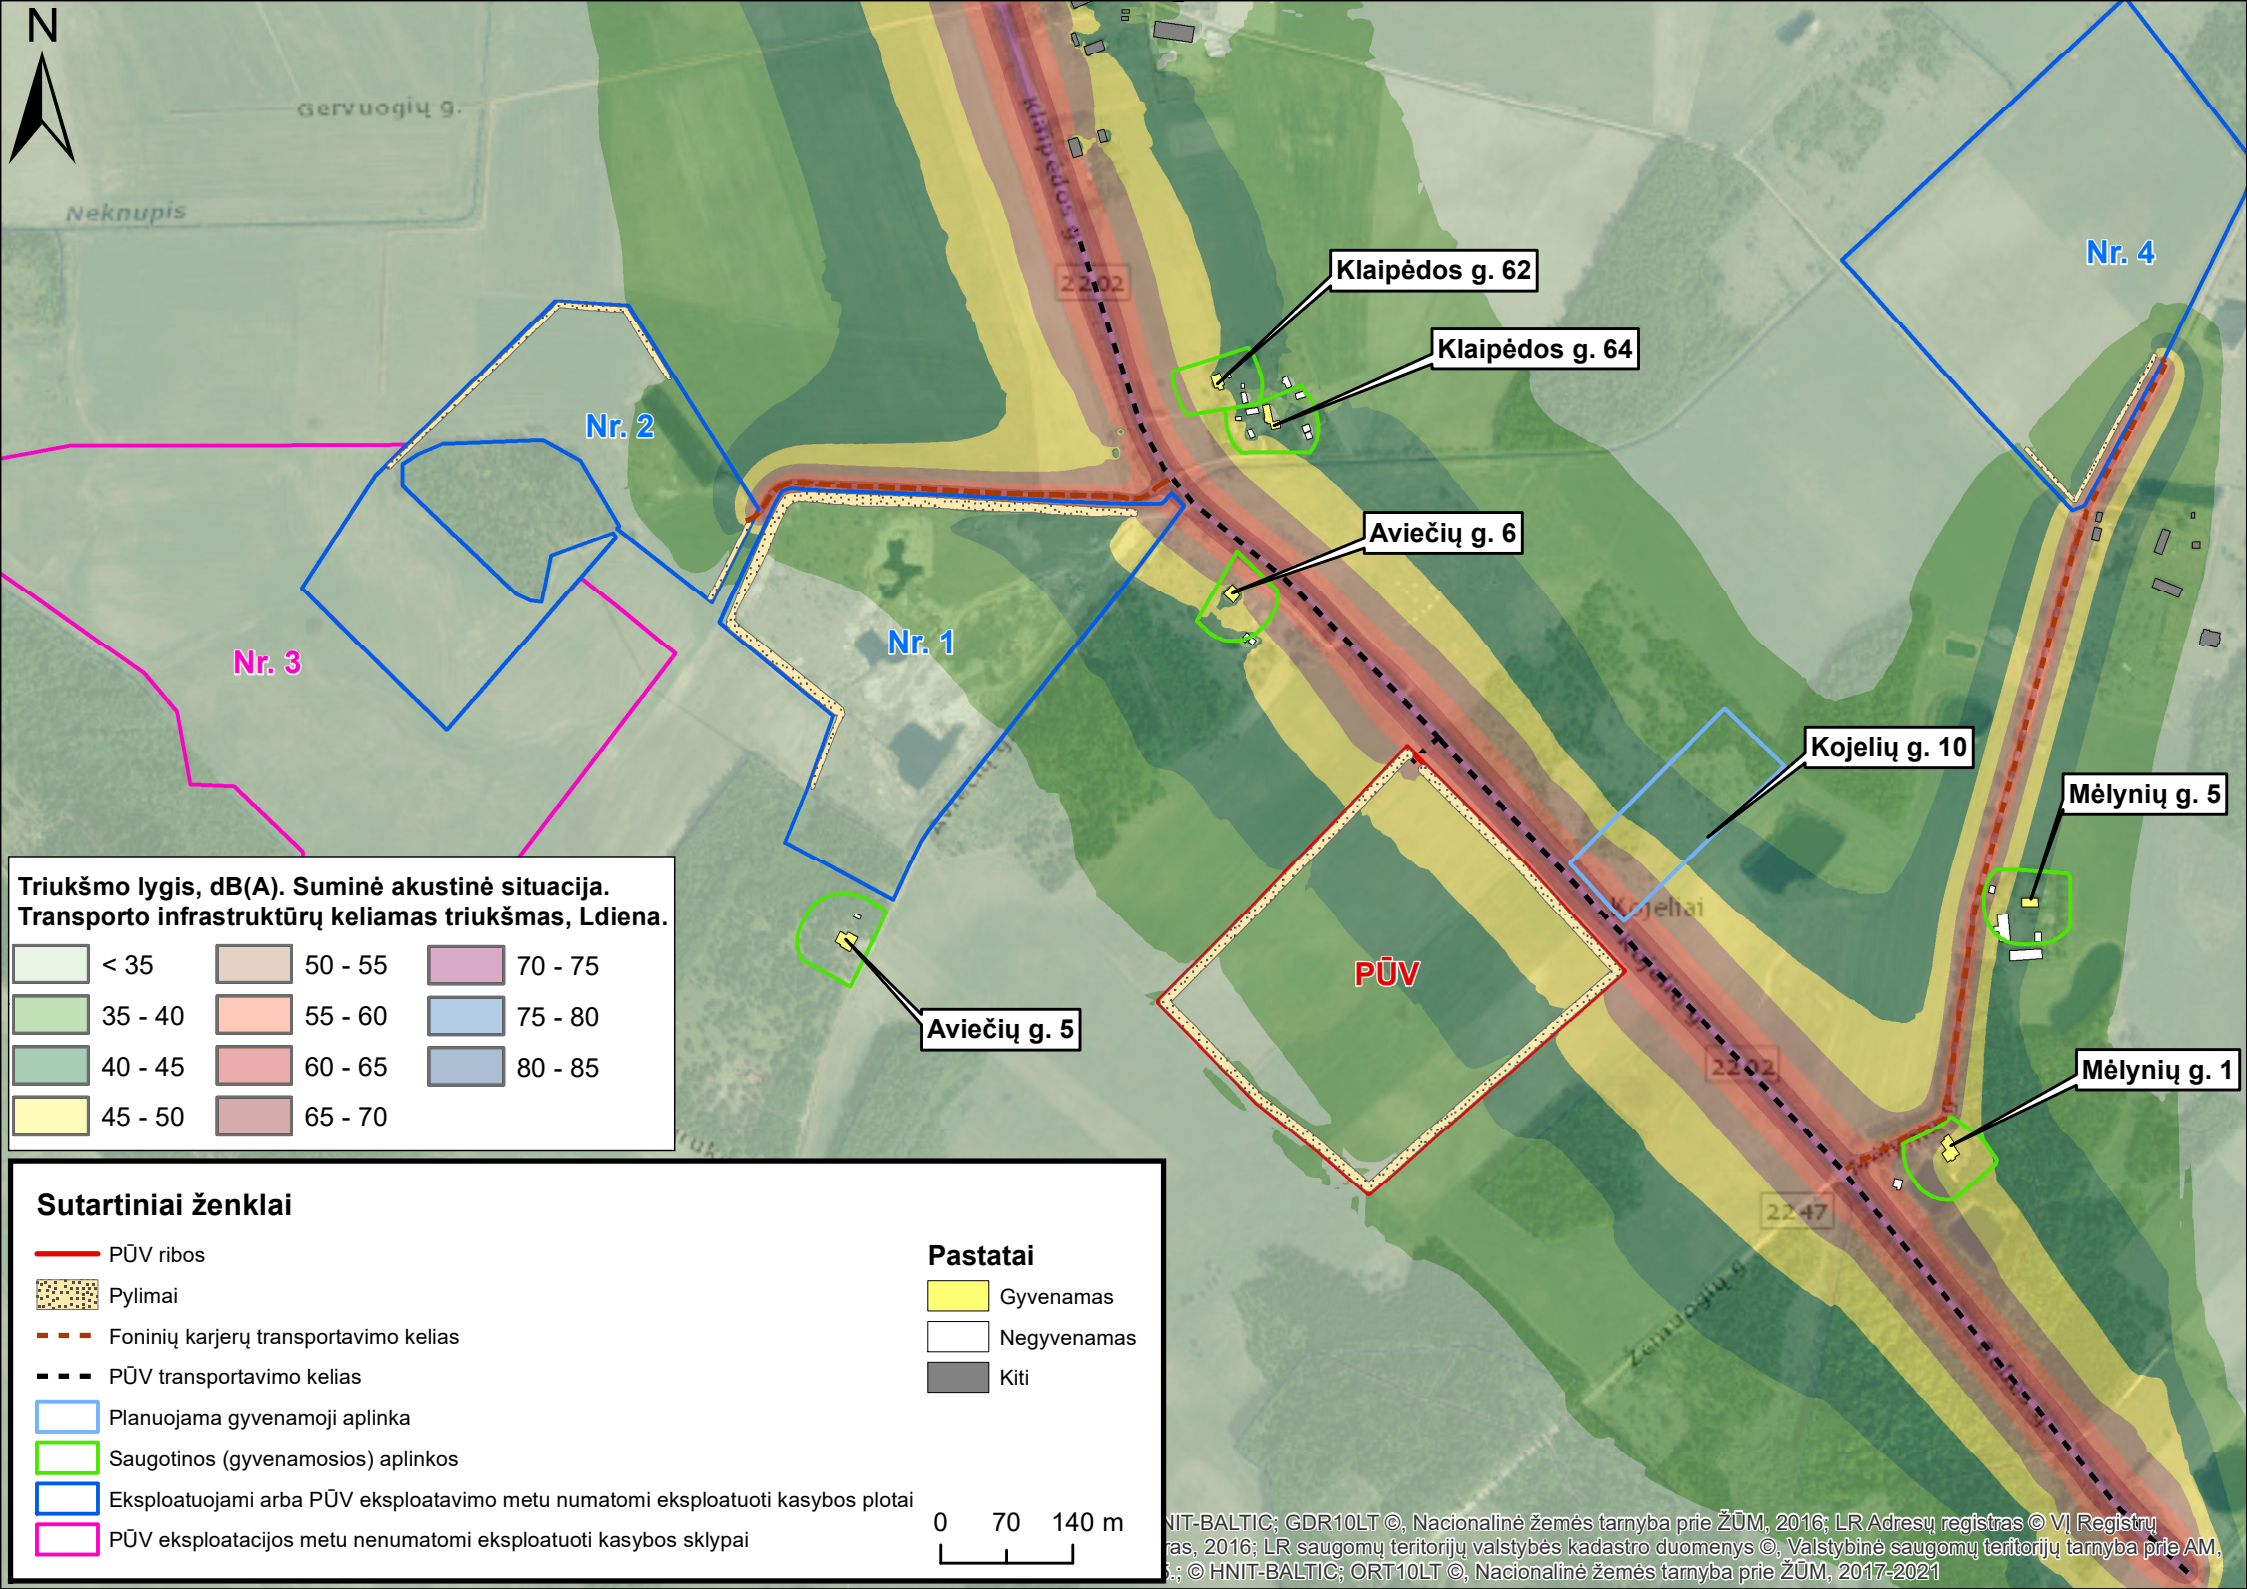 N
Gervuogių g.
Neknupis
Klaipėdos g.
2202
Klaipėdos g. 62
Klaipėdos g. 64
Nr. 4
Nr. 2
Aviečių g. 6
Nr. 1
Nr. 3
Aviečių g.
Kojelių g. 10
Mėlynių g. 5
Kojeliai
Kojelių g.
PŪV
Aviečių g. 5
2202
Mėlynių g. 1
2247
Žemuogių g.
Triukšmo lygis, dB(A). Suminė akustinė situacija.
Transporto infrastruktūrų keliamas triukšmas, Ldiena.
< 35
50 - 55
70 - 75
35 - 40
55 - 60
75 - 80
40 - 45
60 - 65
80 - 85
45 - 50
65 - 70
Sutartiniai ženklai
PŪV ribos
Pylimai
Foninių karjerų transportavimo kelias
PŪV transportavimo kelias
Planuojama gyvenamoji aplinka
Saugotinos (gyvenamosios) aplinkos
Eksploatuojami arba PŪV eksploatavimo metu numatomi eksploatuoti kasybos plotai
PŪV eksploatacijos metu nenumatomi eksploatuoti kasybos sklypai
Pastatai
Gyvenamas
Negyvenamas
Kiti
0 70 140 m
NIT-BALTIC; GDR10LT ©, Nacionalinė žemės tarnyba prie ŽŪM, 2016; LR Adresų registras © VĮ Registrų
ras, 2016; LR saugomų teritorijų valstybės kadastro duomenys ©, Valstybinė saugomų teritorijų tarnyba prie AM,
.; © HNIT-BALTIC; ORT10LT ©, Nacionalinė žemės tarnyba prie ŽŪM, 2017-2021